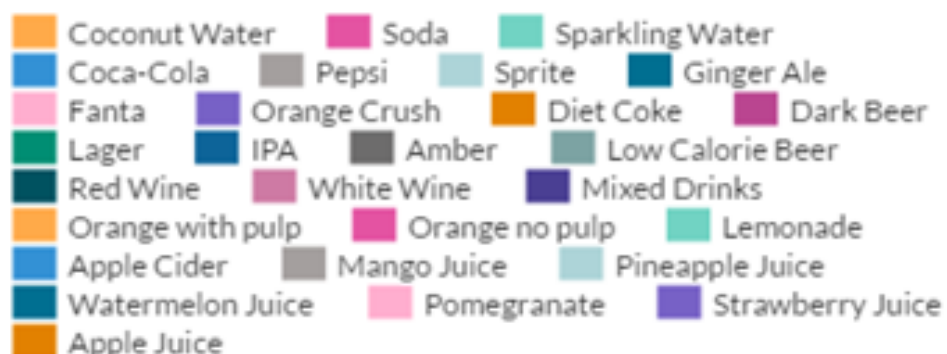 Coconut Water Soda Sparkling Water
Coca-Cola Pepsi Sprite Ginger Ale
Fanta Orange Crush Diet Coke Dark Beer
Lager IPA Amber Low Calorie Beer
Red Wine White Wine Mixed Drinks
Orange with pulp Orange no pulp Lemonade
Apple Cider Mango Juice Pineapple Juice
Watermelon Juice Pomegranate Strawberry Juice
Apple Juice